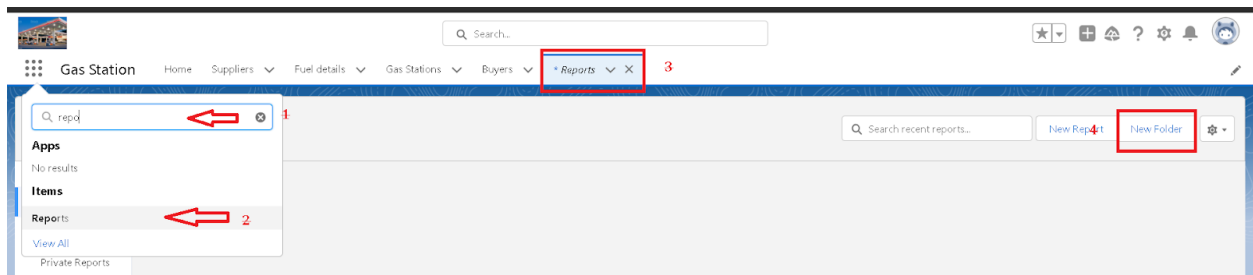 Search...
Gas Station Home Suppliers Fuel details Gas Stations Buyers * Reports 3
repo 1
Search recent reports... New Report 4 New Folder
Apps
No results
Items
Reports 2
View All
Private Reports